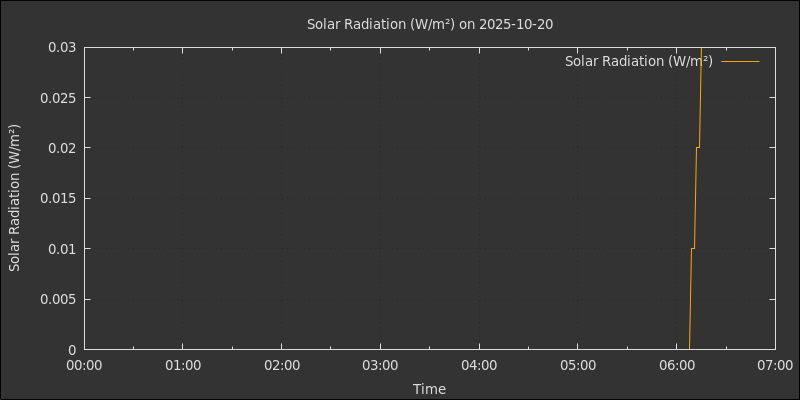 Solar Radiation (W/m²) on 2025-10-20
Solar Radiation (W/m²)
0.03
0.025
0.02
0.015
0.01
0.005
0
Solar Radiation (W/m²)
00:00 01:00 02:00 03:00 04:00 05:00 06:00 07:00
Time